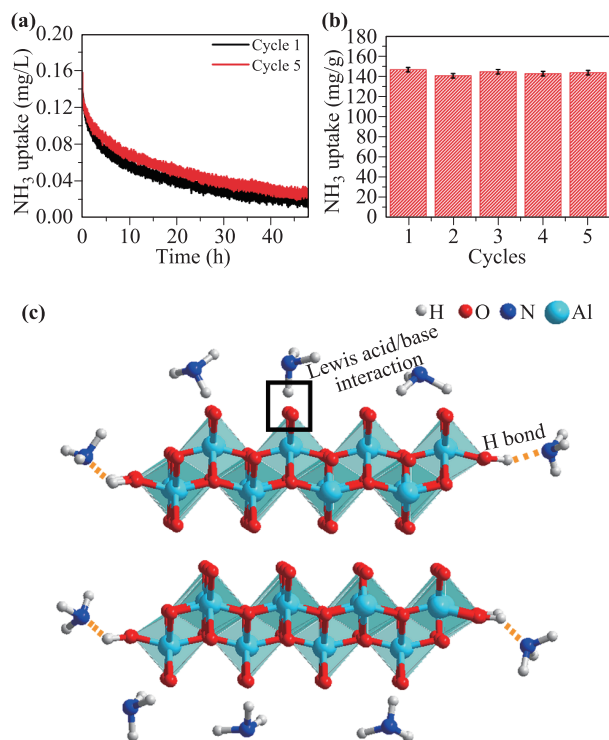 (a)
NH3 uptake (mg/L)
0.20
0.16
0.12
0.08
0.04
0.00
Cycle 1
Cycle 5
0 10 20 30 40
Time (h)
(b)
NH3 uptake (mg/g)
180
160
140
120
100
80
60
40
20
0
1 2 3 4 5
Cycles
(c)
H O N Al
Lewis acid/base
interaction
H bond